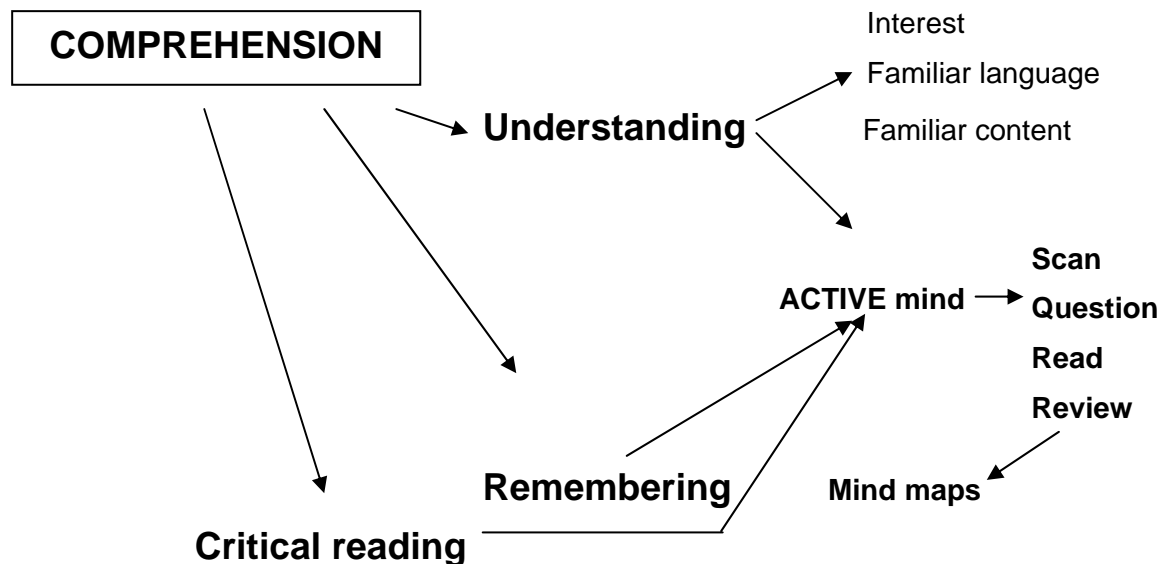 COMPREHENSION
Interest
Familiar language
Understanding
Familiar content
Scan
ACTIVE mind
Question
Read
Review
Remembering
Mind maps
Critical reading